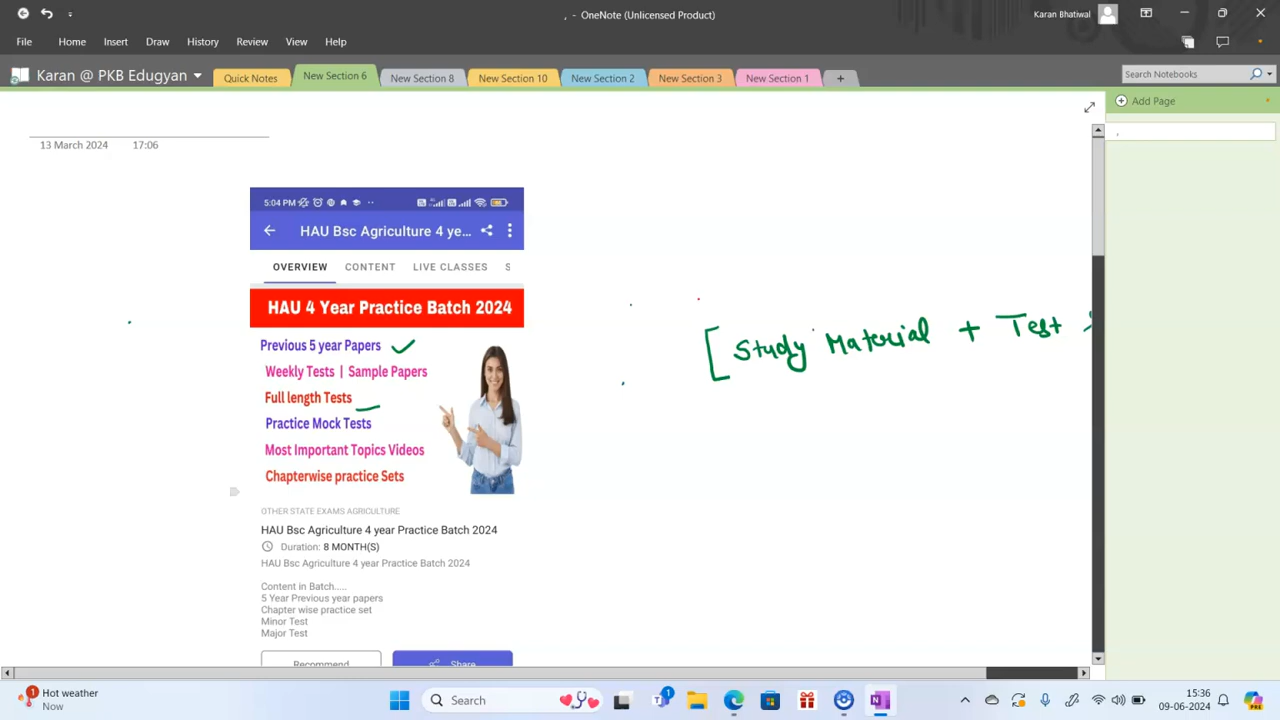 , - OneNote (Unlicensed Product)
Karan Bhatiwal
File Home Insert Draw History Review View Help
Karan @ PKB Edugyan
Quick Notes
New Section 6
New Section 8
New Section 10
New Section 2
New Section 3
New Section 1
Search Notebooks
Add Page
,
13 March 2024 17:06
5:04 PM
HAU Bsc Agriculture 4 ye...
OVERVIEW CONTENT LIVE CLASSES S
HAU 4 Year Practice Batch 2024
Previous 5 year Papers
Weekly Tests | Sample Papers
Full length Tests
Practice Mock Tests
Most Important Topics Videos
Chapterwise practice Sets
[Study Material + Test
OTHER STATE EXAMS AGRICULTURE
HAU Bsc Agriculture 4 year Practice Batch 2024
Duration: 8 MONTH(S)
HAU Bsc Agriculture 4 year Practice Batch 2024
Content in Batch.....
5 Year Previous year papers
Chapter wise practice set
Minor Test
Major Test
Recommend
Share
1
Hot weather
Now
Search
1
15:36
09-06-2024